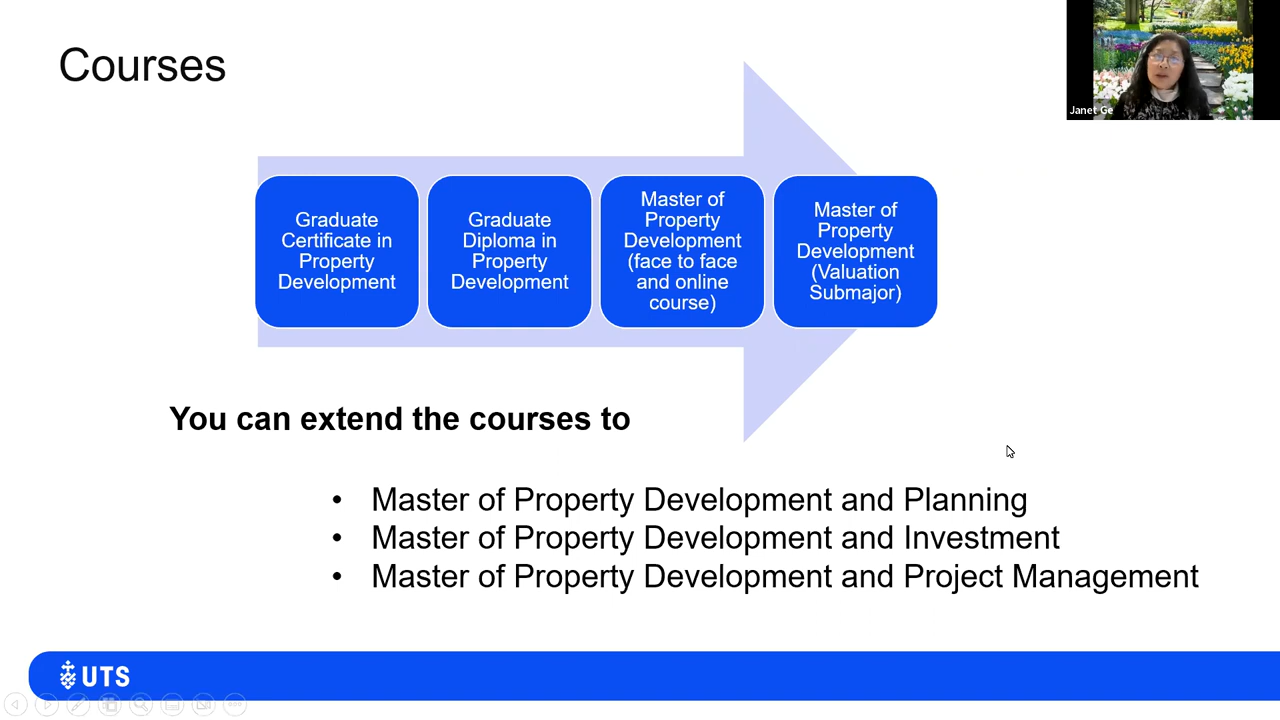 Courses
Janet Ge
Graduate
Certificate in
Property
Development
Graduate
Diploma in
Property
Development
Master of
Property
Development
(face to face
and online
course)
Master of
Property
Development
(Valuation
Submajor)
You can extend the courses to
• Master of Property Development and Planning
• Master of Property Development and Investment
• Master of Property Development and Project Management
UTS